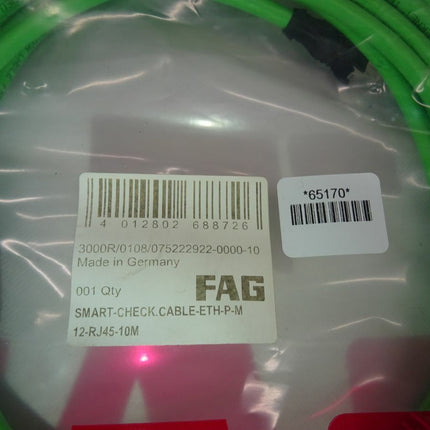 *65170*
4 012802 688726
3000R/0108/075222922-0000-10
Made in Germany
001 Qty
FAG
SMART-CHECK.CABLE-ETH-P-M
12-RJ45-10M